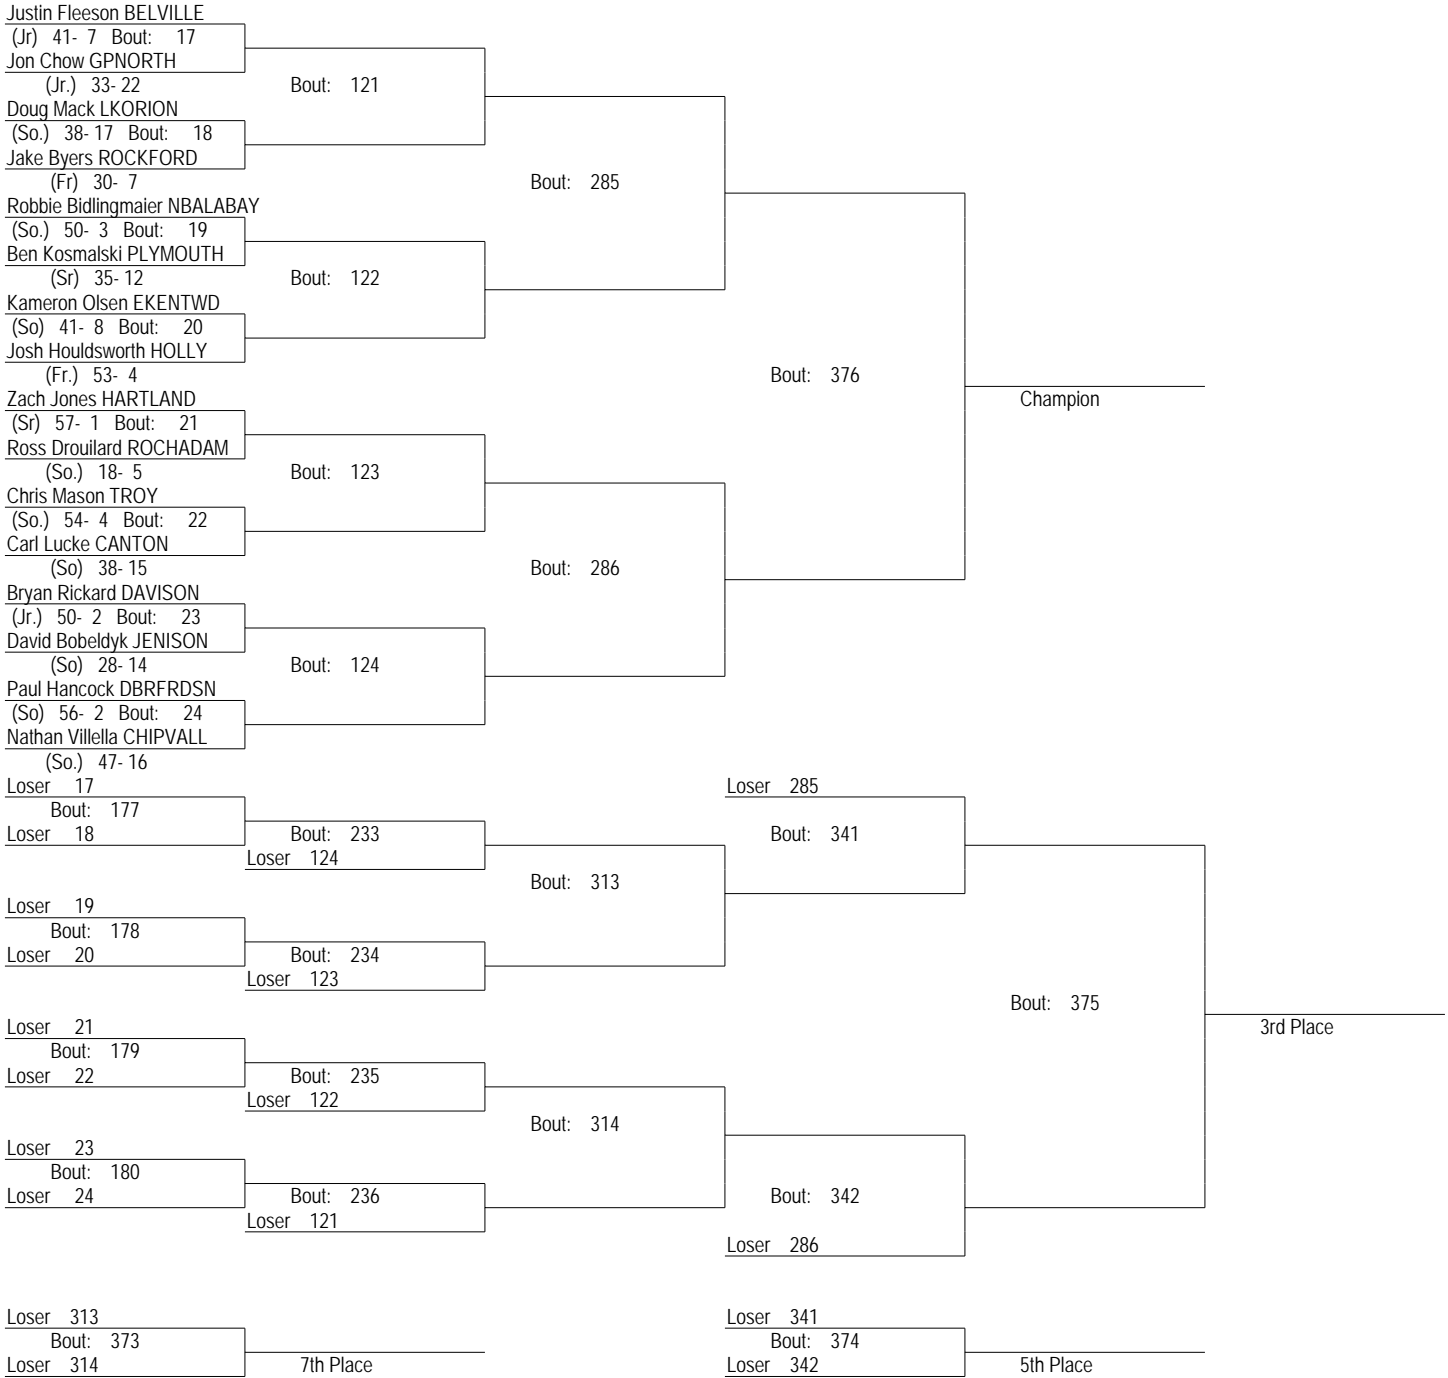 Justin Fleeson BELVILLE
(Jr) 41- 7 Bout: 17
Jon Chow GPNORTH
(Jr.) 33- 22 Bout: 121
Doug Mack LKORION
(So.) 38- 17 Bout: 18
Jake Byers ROCKFORD
(Fr) 30- 7 Bout: 285
Robbie Bidlingmaier NBALABAY
(So.) 50- 3 Bout: 19
Ben Kosmalski PLYMOUTH
(Sr) 35- 12 Bout: 122
Kameron Olsen EKENTWD
(So) 41- 8 Bout: 20
Josh Houldsworth HOLLY
(Fr.) 53- 4 Bout: 376
Zach Jones HARTLAND Champion
(Sr) 57- 1 Bout: 21
Ross Drouilard ROCHADAM
(So.) 18- 5 Bout: 123
Chris Mason TROY
(So.) 54- 4 Bout: 22
Carl Lucke CANTON
(So) 38- 15 Bout: 286
Bryan Rickard DAVISON
(Jr.) 50- 2 Bout: 23
David Bobeldyk JENISON
(So) 28- 14 Bout: 124
Paul Hancock DBRFRDSN
(So) 56- 2 Bout: 24
Nathan Villella CHIPVALL
(So.) 47- 16
Loser 17 Loser 285
Bout: 177
Loser 18 Bout: 233 Bout: 341
Loser 124
Bout: 313
Loser 19
Bout: 178
Loser 20 Bout: 234
Loser 123
Bout: 375
Loser 21 3rd Place
Bout: 179
Loser 22 Bout: 235
Loser 122
Bout: 314
Loser 23
Bout: 180
Loser 24 Bout: 236 Bout: 342
Loser 121
Loser 286
Loser 313 Loser 341
Bout: 373 Bout: 374
Loser 314 7th Place Loser 342 5th Place